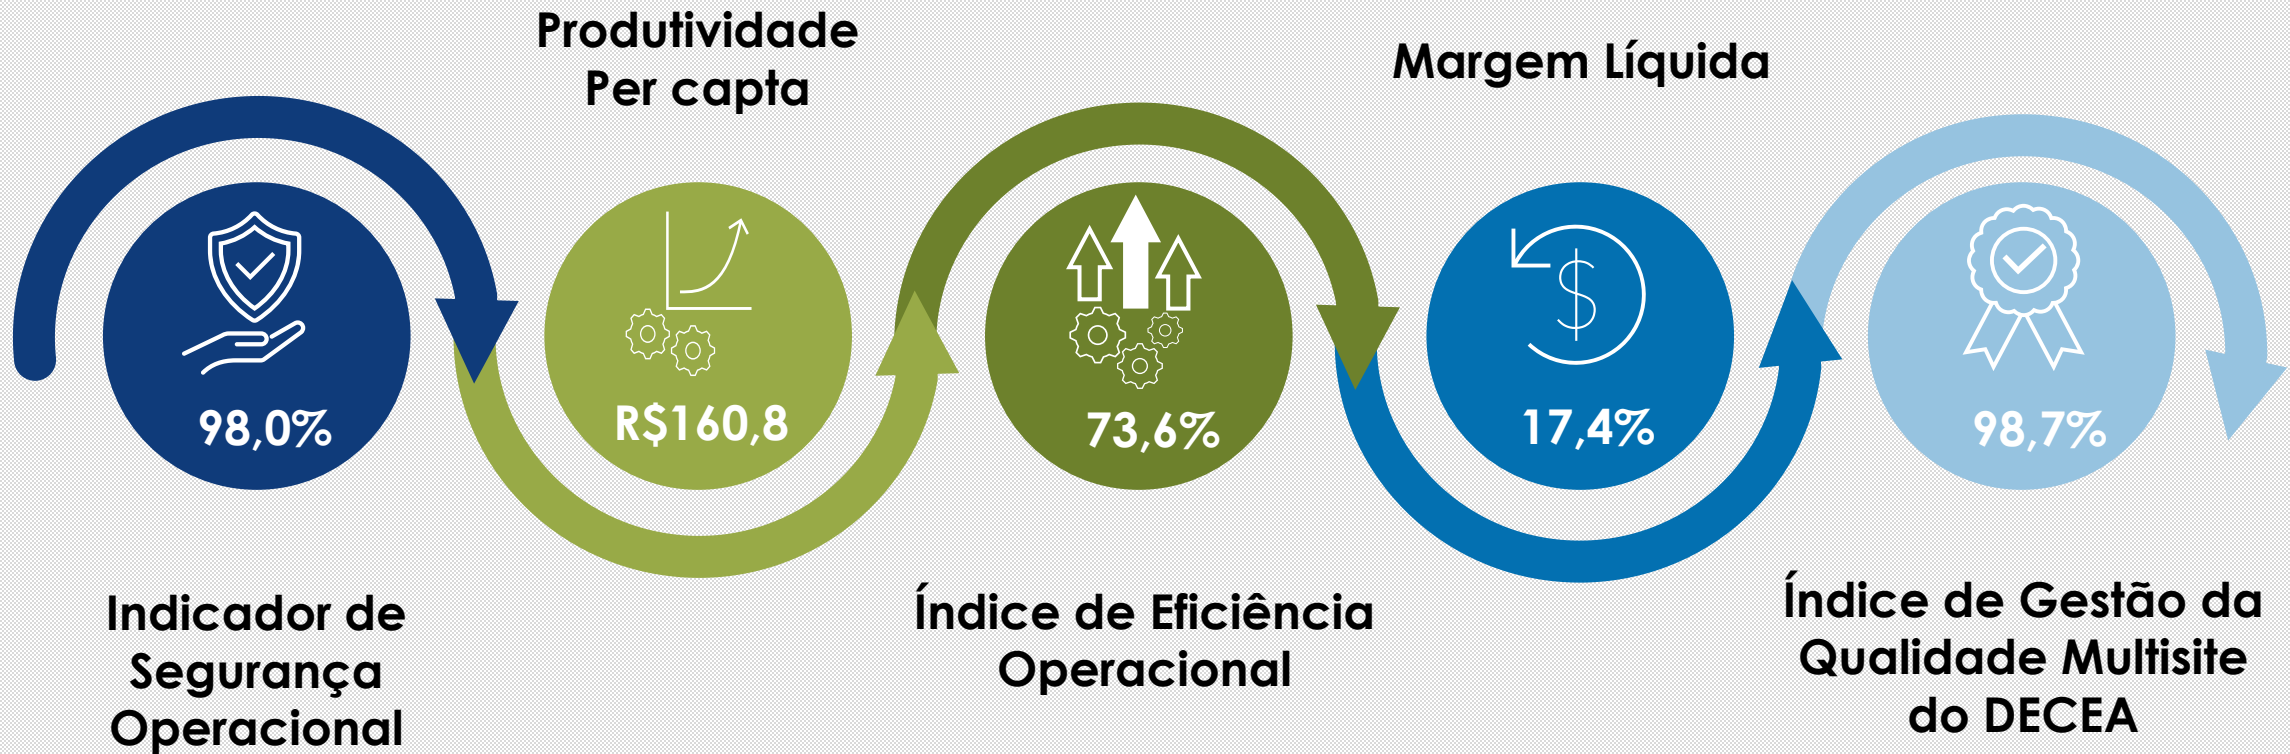 Produtividade
Per capta
Margem Líquida
98,0%
R$160,8
73,6%
17,4%
98,7%
Indicador de
Segurança
Operacional
Índice de Eficiência
Operacional
Índice de Gestão da
Qualidade Multisite
do DECEA